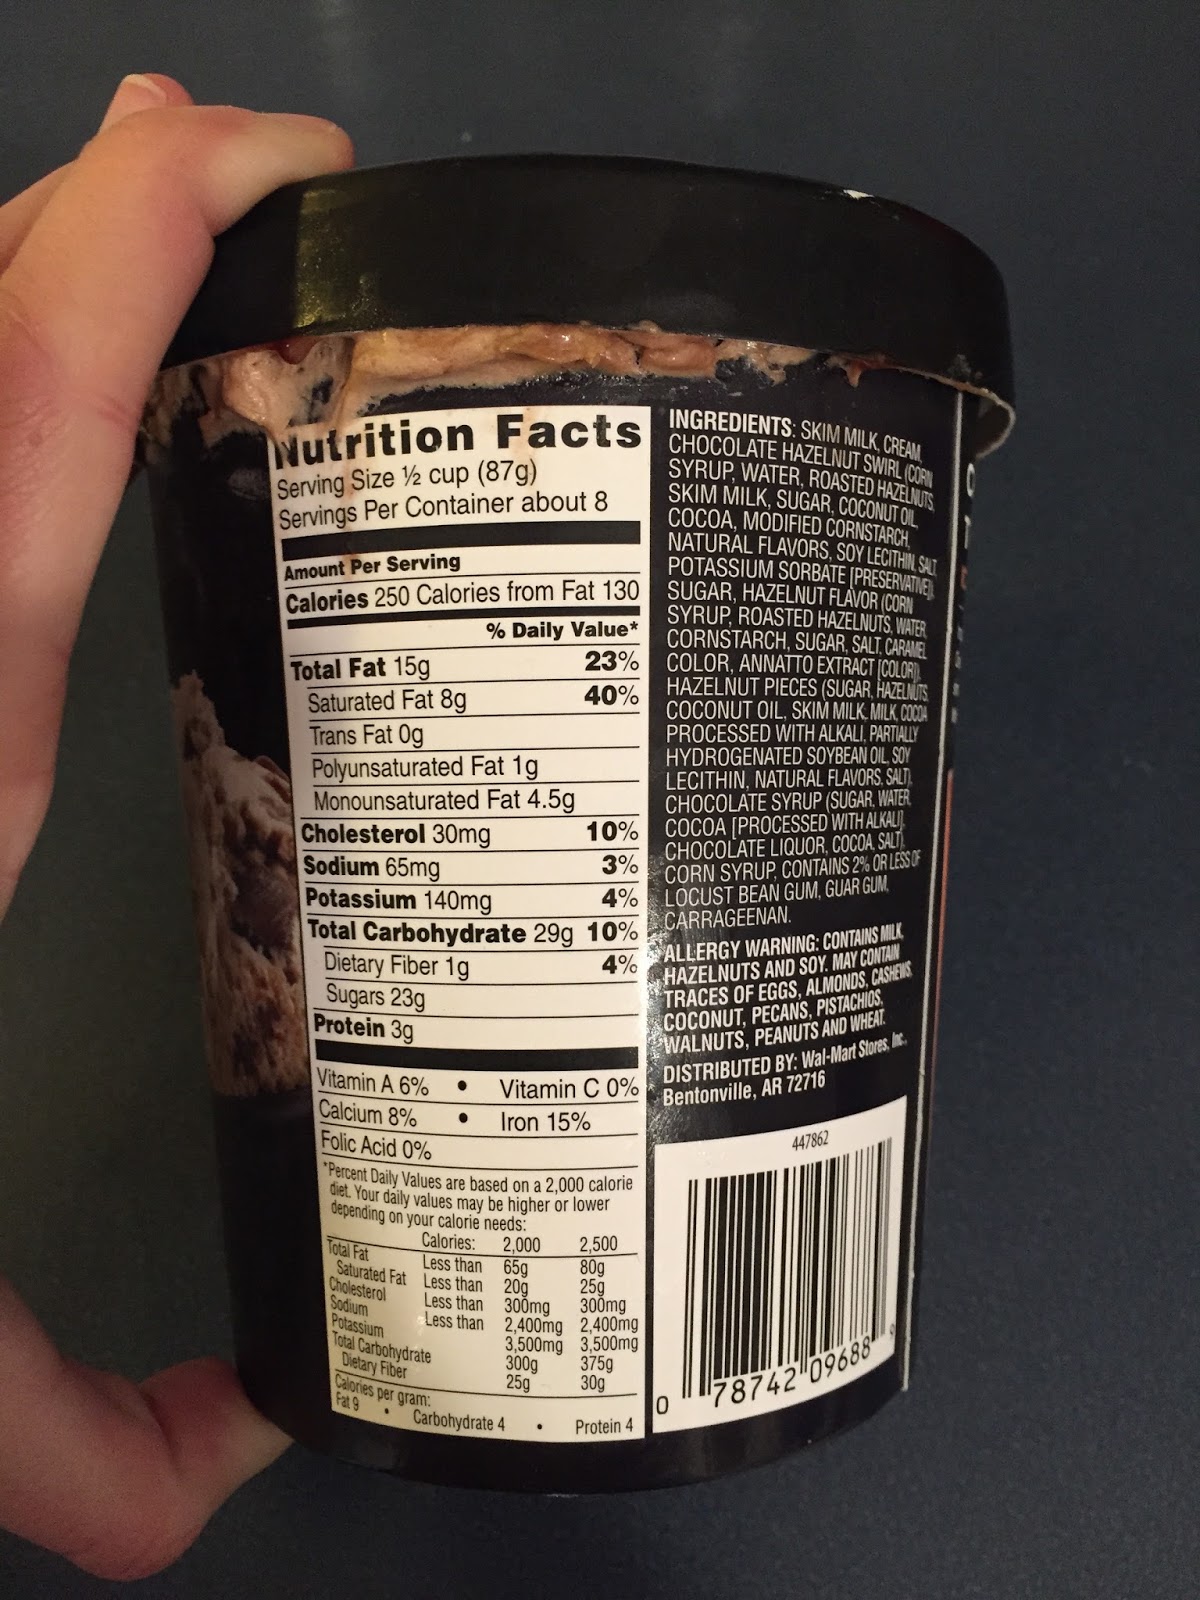 Nutrition Facts
Serving Size ½ cup (87g)
Servings Per Container about 8
Amount Per Serving
Calories 250 Calories from Fat 130
% Daily Value*
Total Fat 15g 23%
Saturated Fat 8g 40%
Trans Fat 0g
Polyunsaturated Fat 1g
Monounsaturated Fat 4.5g
Cholesterol 30mg 10%
Sodium 65mg 3%
Potassium 140mg 4%
Total Carbohydrate 29g 10%
Dietary Fiber 1g 4%
Sugars 23g
Protein 3g
Vitamin A 6% • Vitamin C 0%
Calcium 8% • Iron 15%
Folic Acid 0%
*Percent Daily Values are based on a 2,000 calorie
diet. Your daily values may be higher or lower
depending on your calorie needs:
Calories: 2,000 2,500
Total Fat Less than 65g 80g
Saturated Fat Less than 20g 25g
Cholesterol Less than 300mg 300mg
Sodium Less than 2,400mg 2,400mg
Potassium 3,500mg 3,500mg
Total Carbohydrate 300g 375g
Dietary Fiber 25g 30g
Calories per gram:
Fat 9 • Carbohydrate 4 • Protein 4
INGREDIENTS: SKIM MILK, CREAM,
CHOCOLATE HAZELNUT SWIRL (CORN
SYRUP, WATER, ROASTED HAZELNUTS,
SKIM MILK, SUGAR, COCONUT OIL,
COCOA, MODIFIED CORNSTARCH,
NATURAL FLAVORS, SOY LECITHIN, SALT,
POTASSIUM SORBATE [PRESERVATIVE]),
SUGAR, HAZELNUT FLAVOR (CORN
SYRUP, ROASTED HAZELNUTS, WATER,
CORNSTARCH, SUGAR, SALT, CARAMEL
COLOR, ANNATTO EXTRACT [COLOR]),
HAZELNUT PIECES (SUGAR, HAZELNUTS,
COCONUT OIL, SKIM MILK, MILK, COCOA
PROCESSED WITH ALKALI, PARTIALLY
HYDROGENATED SOYBEAN OIL, SOY
LECITHIN, NATURAL FLAVORS, SALT),
CHOCOLATE SYRUP (SUGAR, WATER,
COCOA [PROCESSED WITH ALKALI],
CHOCOLATE LIQUOR, COCOA, SALT),
CORN SYRUP, CONTAINS 2% OR LESS OF
LOCUST BEAN GUM, GUAR GUM,
CARRAGEENAN.
ALLERGY WARNING: CONTAINS MILK,
HAZELNUTS AND SOY. MAY CONTAIN
TRACES OF EGGS, ALMONDS, CASHEWS,
COCONUT, PECANS, PISTACHIOS,
WALNUTS, PEANUTS AND WHEAT.
DISTRIBUTED BY: Wal-Mart Stores, Inc.,
Bentonville, AR 72716
447862
0 78742 09688 9